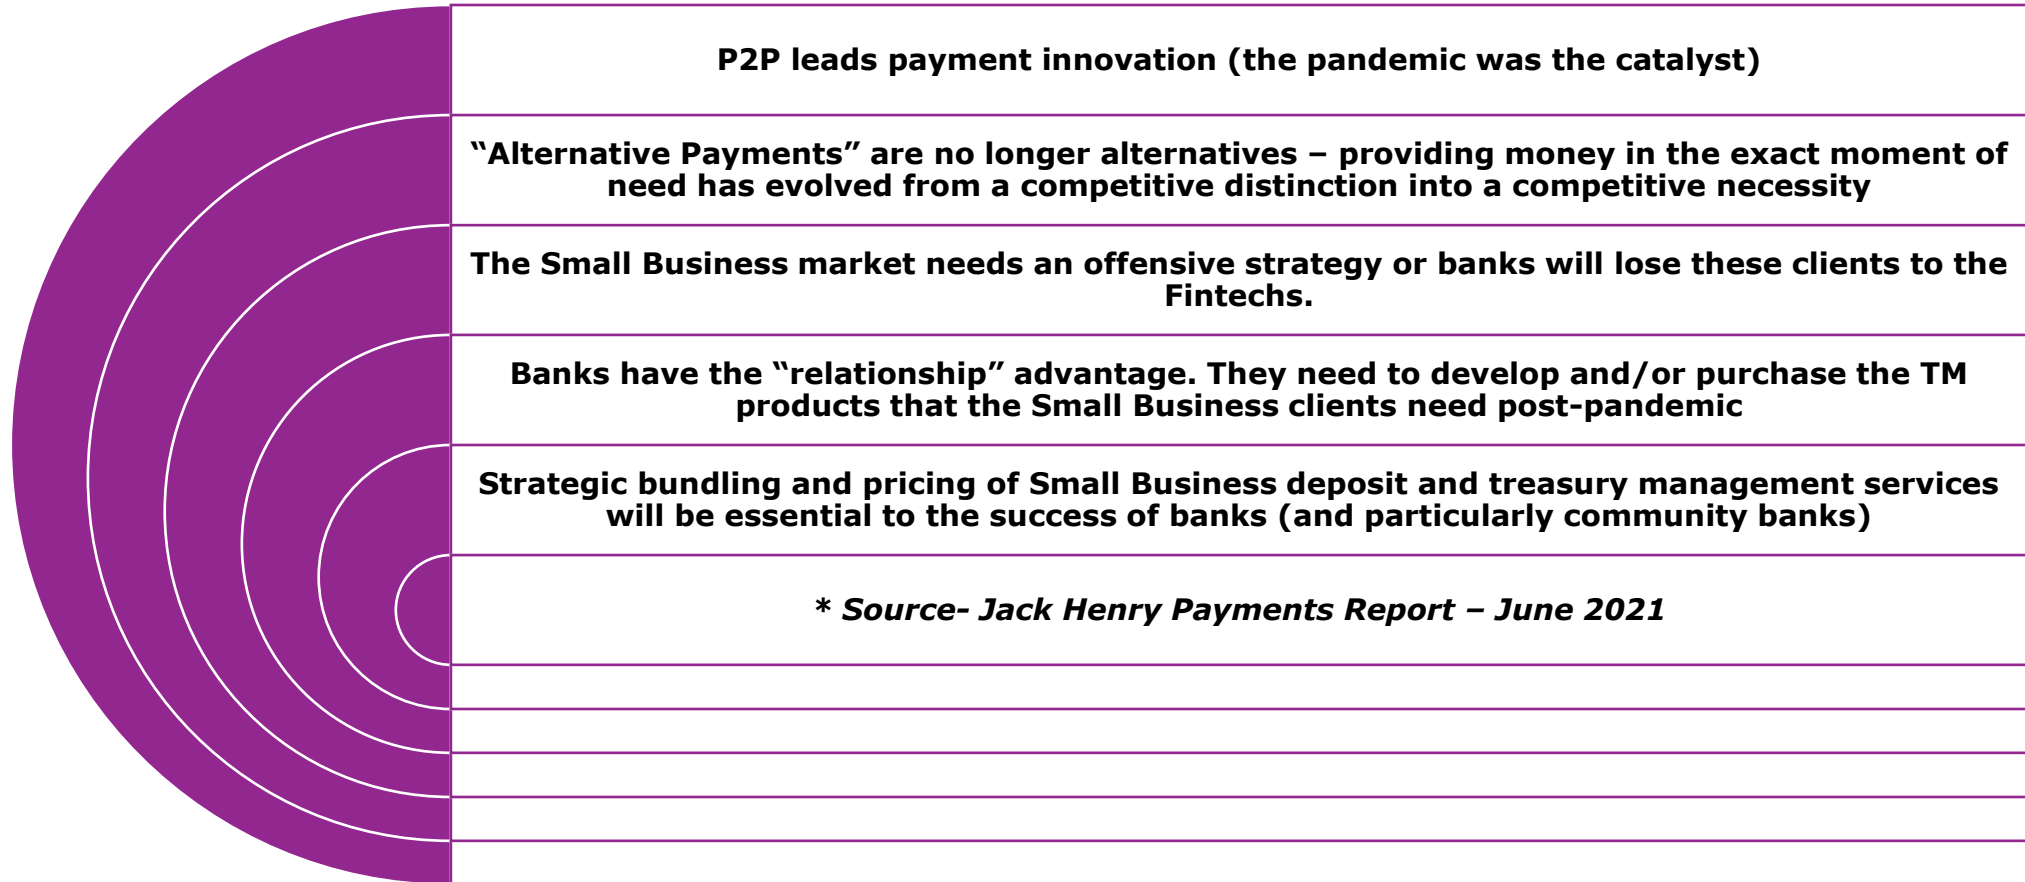 P2P leads payment innovation (the pandemic was the catalyst)
“Alternative Payments” are no longer alternatives – providing money in the exact moment of
need has evolved from a competitive distinction into a competitive necessity
The Small Business market needs an offensive strategy or banks will lose these clients to the
Fintechs.
Banks have the “relationship” advantage. They need to develop and/or purchase the TM
products that the Small Business clients need post-pandemic
Strategic bundling and pricing of Small Business deposit and treasury management services
will be essential to the success of banks (and particularly community banks)
* Source- Jack Henry Payments Report – June 2021